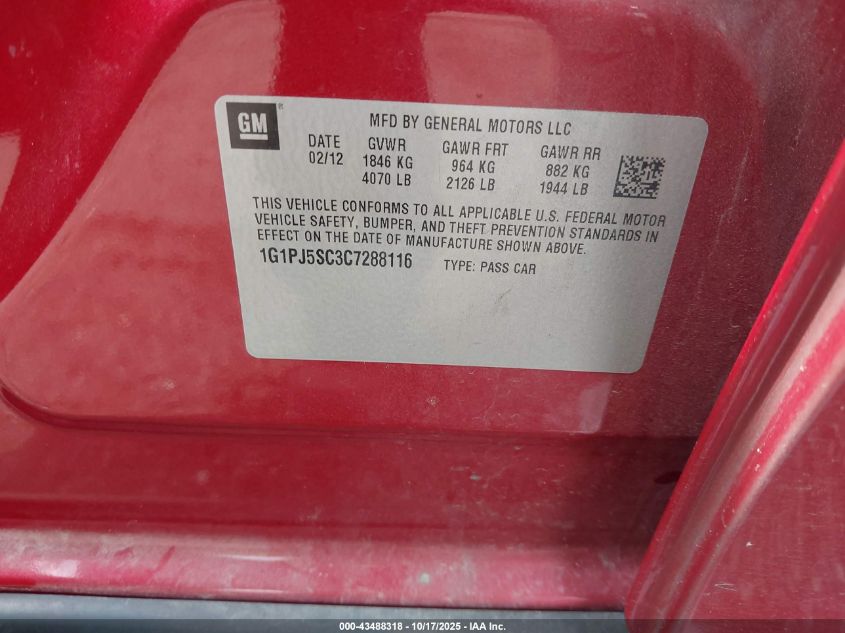 GM
MFD BY GENERAL MOTORS LLC
DATE GVWR GAWR FRT GAWR RR
02/12 1846 KG 964 KG 882 KG
4070 LB 2126 LB 1944 LB
THIS VEHICLE CONFORMS TO ALL APPLICABLE U.S. FEDERAL MOTOR
VEHICLE SAFETY, BUMPER, AND THEFT PREVENTION STANDARDS IN
EFFECT ON THE DATE OF MANUFACTURE SHOWN ABOVE.
1G1PJ5SC3C7288116 TYPE: PASS CAR
000-43488318 - 10/17/2025 - IAA Inc.